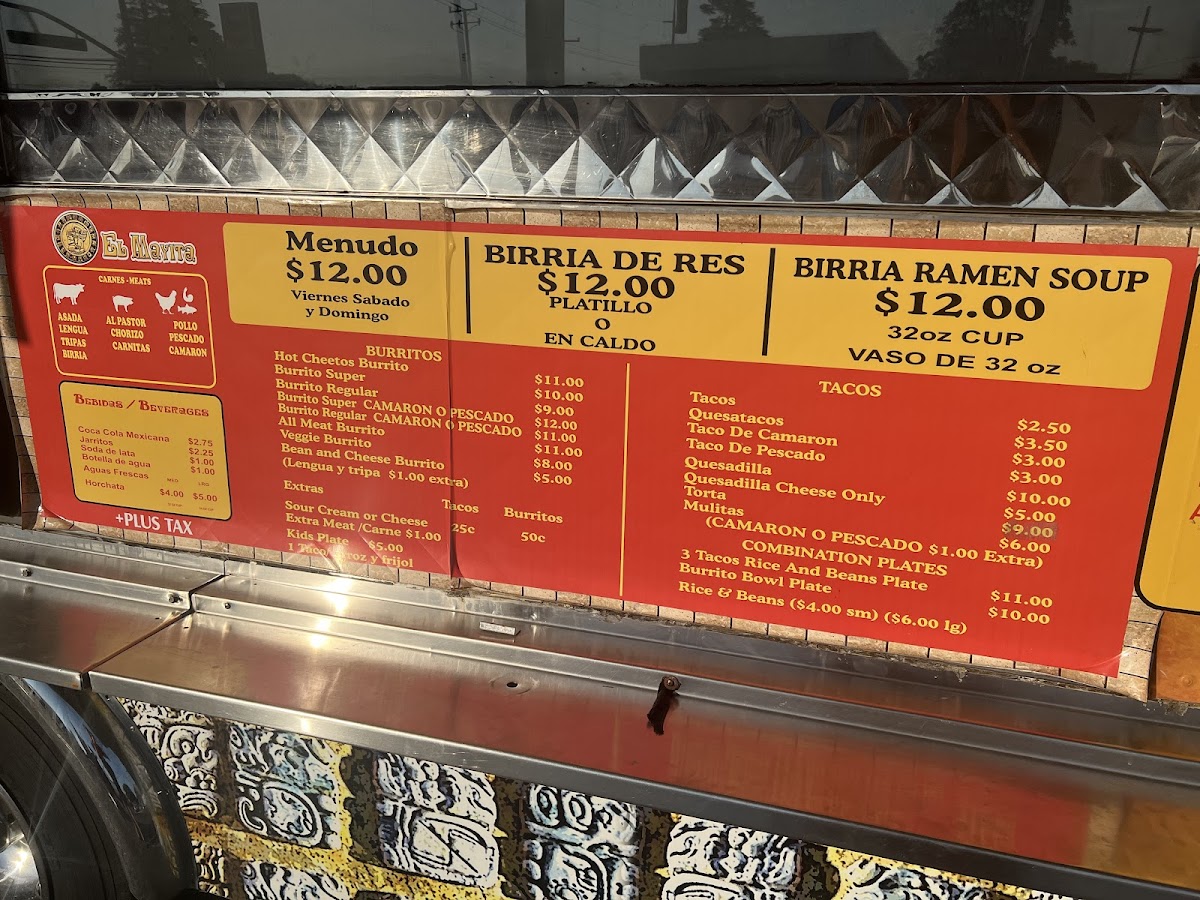 EL MAYITA
CARNES - MEATS
ASADA
LENGUA
TRIPAS
BIRRIA
AL PASTOR
CHORIZO
CARNITAS
POLLO
PESCADO
CAMARON
BEBIDAS / BEVERAGES
Coca Cola Mexicana $2.75
Jarritos $2.25
Soda de lata $1.00
Botella de agua $1.00
Aguas Frescas MED LRG
Horchata $4.00 $5.00
+PLUS TAX
Menudo
$12.00
Viernes Sabado
y Domingo
BIRRIA DE RES
$12.00
PLATILLO
O
EN CALDO
BIRRIA RAMEN SOUP
$12.00
32oz CUP
VASO DE 32 oz
BURRITOS
Hot Cheetos Burrito $11.00
Burrito Super $10.00
Burrito Regular $9.00
Burrito Super CAMARON O PESCADO $12.00
Burrito Regular CAMARON O PESCADO $11.00
All Meat Burrito $11.00
Veggie Burrito $8.00
Bean and Cheese Burrito $5.00
(Lengua y tripa $1.00 extra)
Extras Tacos Burritos
Sour Cream or Cheese 25c 50c
Extra Meat /Carne $1.00
Kids Plate $5.00
1 Taco/Arroz y frijol
TACOS
Tacos $2.50
Quesatacos $3.50
Taco De Camaron $3.00
Taco De Pescado $3.00
Quesadilla $10.00
Quesadilla Cheese Only $5.00
Torta $9.00
Mulitas $6.00
(CAMARON O PESCADO $1.00 Extra)
COMBINATION PLATES
3 Tacos Rice And Beans Plate $11.00
Burrito Bowl Plate $10.00
Rice & Beans ($4.00 sm) ($6.00 lg)